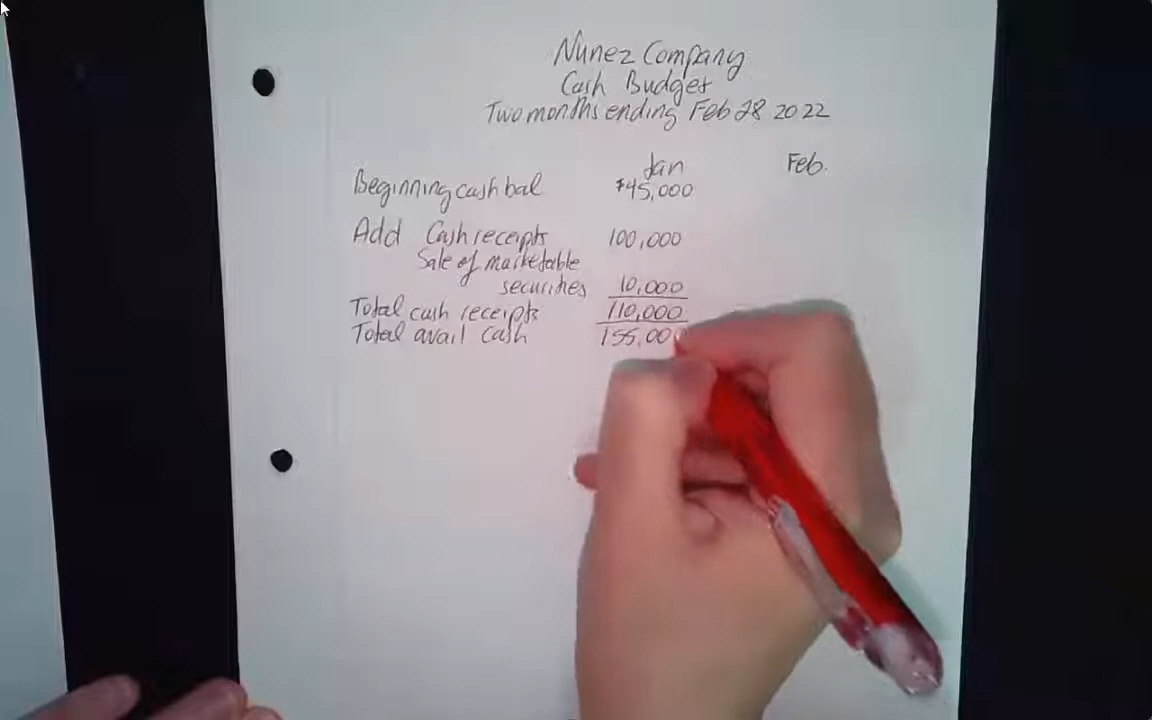 Nunez Company
Cash Budget
Two months ending Feb 28 2022
Jan Feb.
Beginning cash bal $45,000
Add Cash receipts 100,000
Sale of marketable
securities 10,000
Total cash receipts 110,000
Total avail cash 155,000